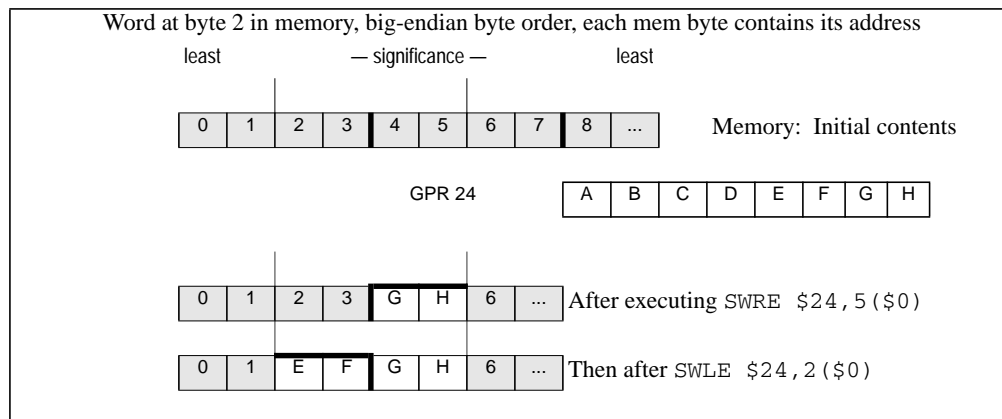 Word at byte 2 in memory, big-endian byte order, each mem byte contains its address
least — significance — least
0 1 2 3 4 5 6 7 8 ... Memory: Initial contents
GPR 24 A B C D E F G H
0 1 2 3 G H 6 ... After executing SWRE $24,5($0)
0 1 E F G H 6 ... Then after SWLE $24,2($0)